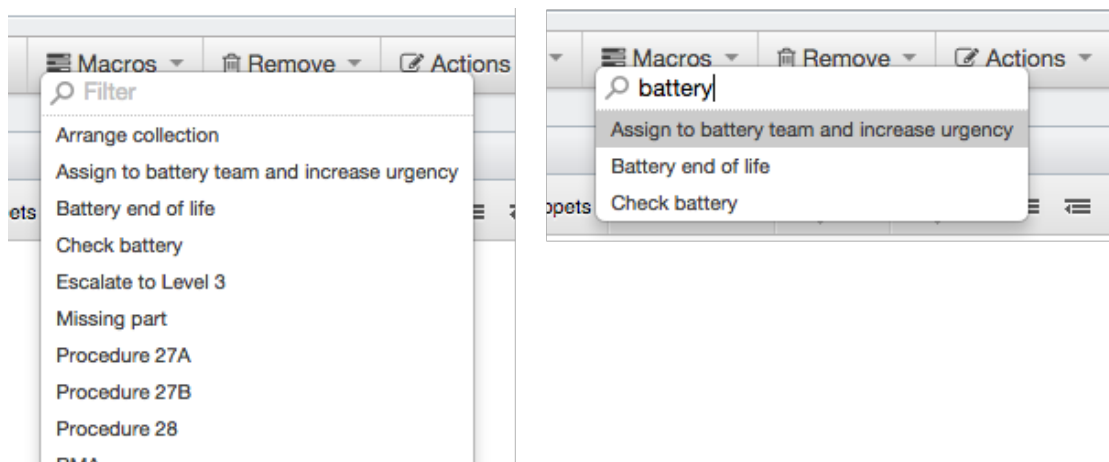 Macros Remove Actions
Filter
Arrange collection
Assign to battery team and increase urgency
ets Battery end of life
Check battery
Escalate to Level 3
Missing part
Procedure 27A
Procedure 27B
Procedure 28
Macros Remove Actions
battery
Assign to battery team and increase urgency
Battery end of life
ppets Check battery